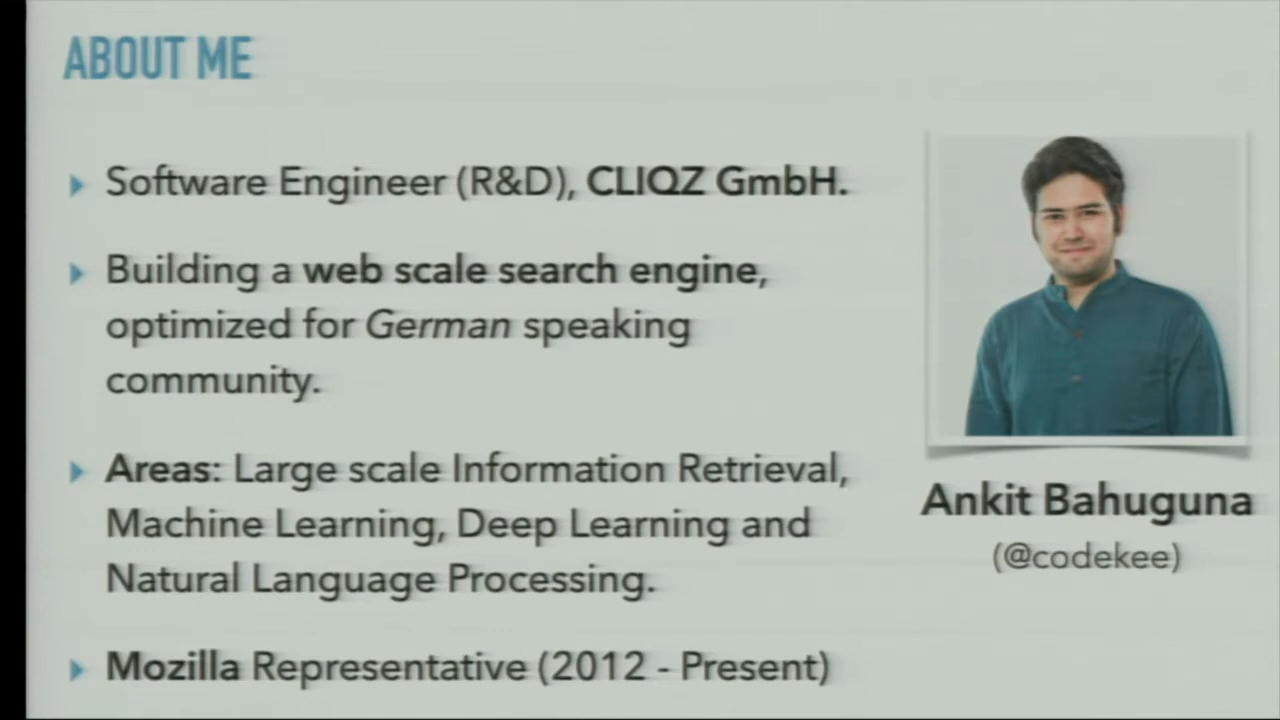 ABOUT ME
Software Engineer (R&D), CLIQZ GmbH.
Building a web scale search engine,
optimized for German speaking
community.
Areas: Large scale Information Retrieval,
Machine Learning, Deep Learning and
Natural Language Processing.
Mozilla Representative (2012 - Present)
Ankit Bahuguna
(@codekee)